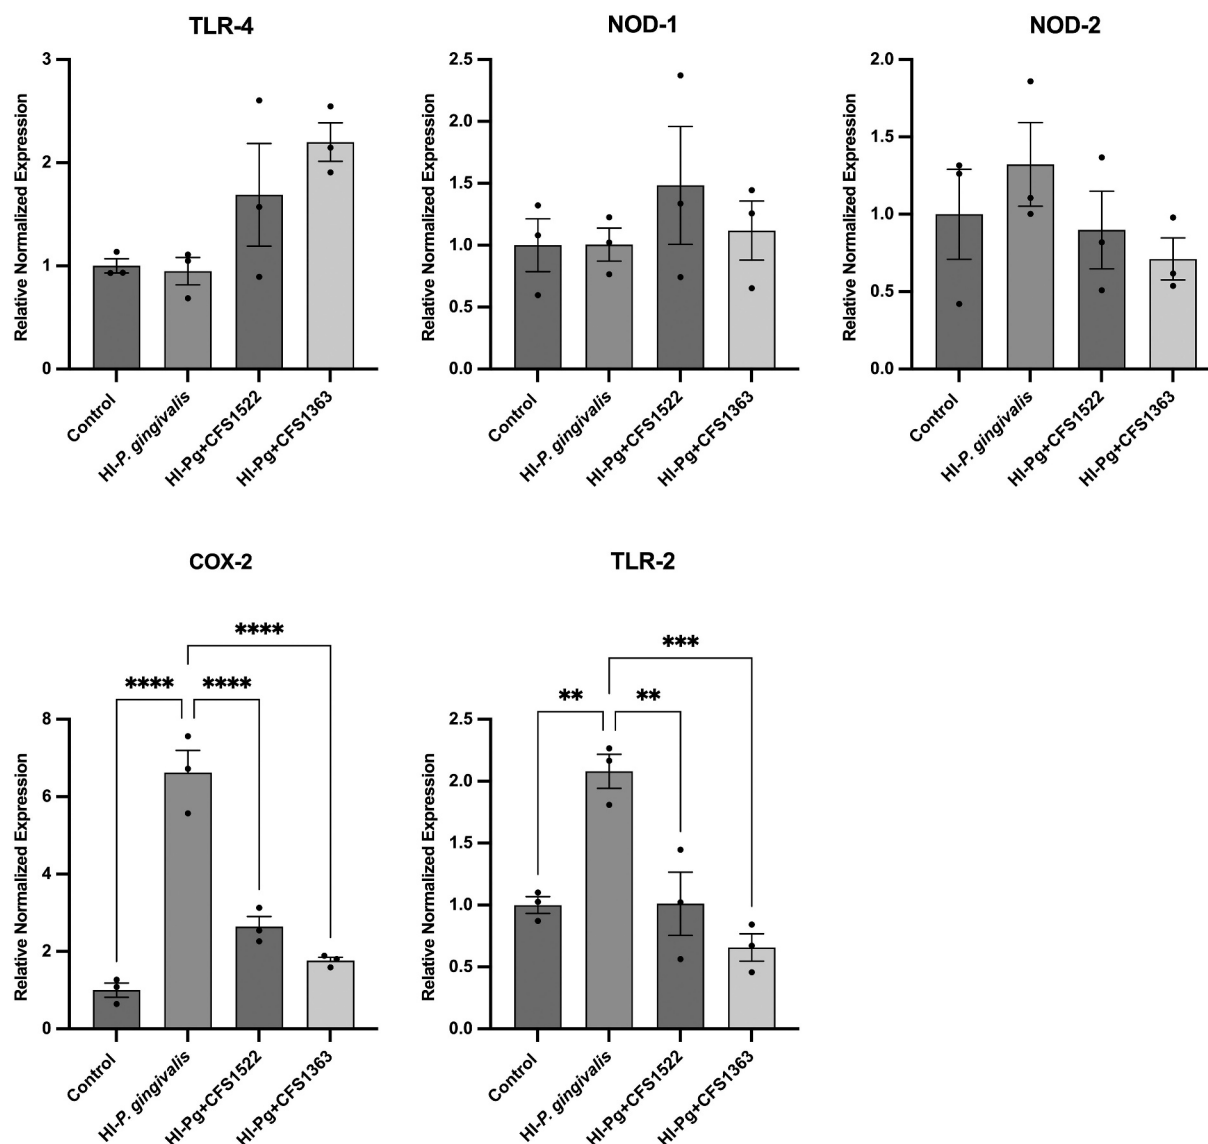 TLR-4
NOD-1
NOD-2
Relative Normalized Expression
3
2
1
0
Control
HI-P. gingivalis
HI-Pg+CFS1522
HI-Pg+CFS1363
Relative Normalized Expression
2.5
2.0
1.5
1.0
0.5
0.0
Control
HI-P. gingivalis
HI-Pg+CFS1522
HI-Pg+CFS1363
Relative Normalized Expression
2.0
1.5
1.0
0.5
0.0
Control
HI-P. gingivalis
HI-Pg+CFS1522
HI-Pg+CFS1363
COX-2
TLR-2
****
**** ****
Relative Normalized Expression
8
6
4
2
0
Control
HI-P. gingivalis
HI-Pg+CFS1522
HI-Pg+CFS1363
***
** **
Relative Normalized Expression
2.5
2.0
1.5
1.0
0.5
0.0
Control
HI-P. gingivalis
HI-Pg+CFS1522
HI-Pg+CFS1363